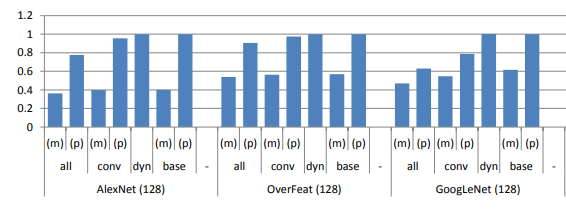 1.2
1
0.8
0.6
0.4
0.2
0
(m) (p) (m) (p) (m) (p) (m) (p) (m) (p) (m) (p) (m) (p) (m) (p) (m) (p)
all conv dyn base - all conv dyn base - all conv dyn base -
AlexNet (128) OverFeat (128) GoogLeNet (128)